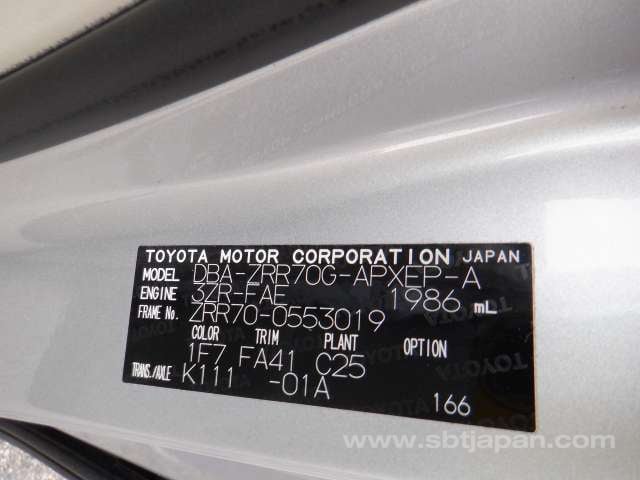 TOYOTA MOTOR CORPORATION JAPAN
MODEL DBA-ZRR70G-APXEP-A
ENGINE 3ZR-FAE 1986 mL
FRAME No. ZRR70-0553019
COLOR TRIM PLANT OPTION
1F7 FA41 C25
TRANS./AXLE K111 -01A
166
www.sbtjapan.com